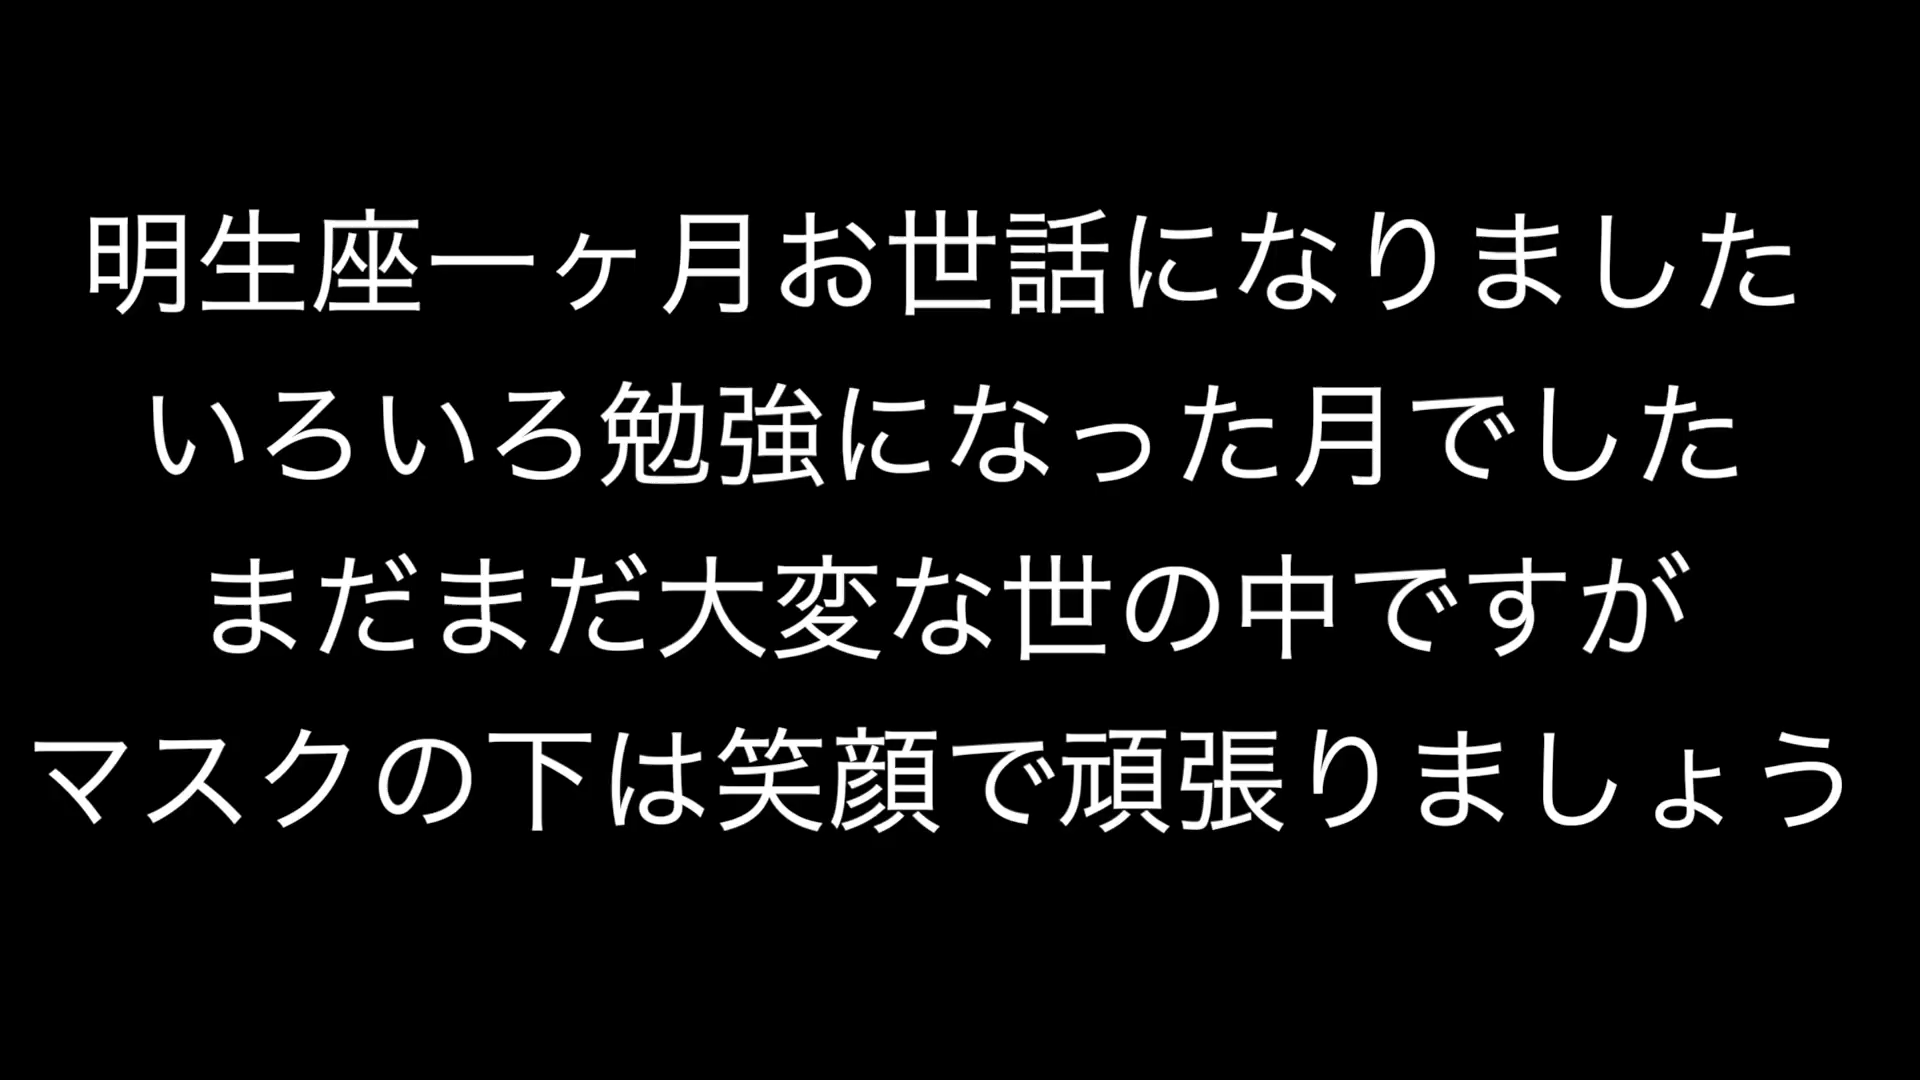 明生座一ヶ月お世話になりました
いろいろ勉強になった月でした
まだまだ大変な世の中ですが
マスクの下は笑顔で頑張りましょう